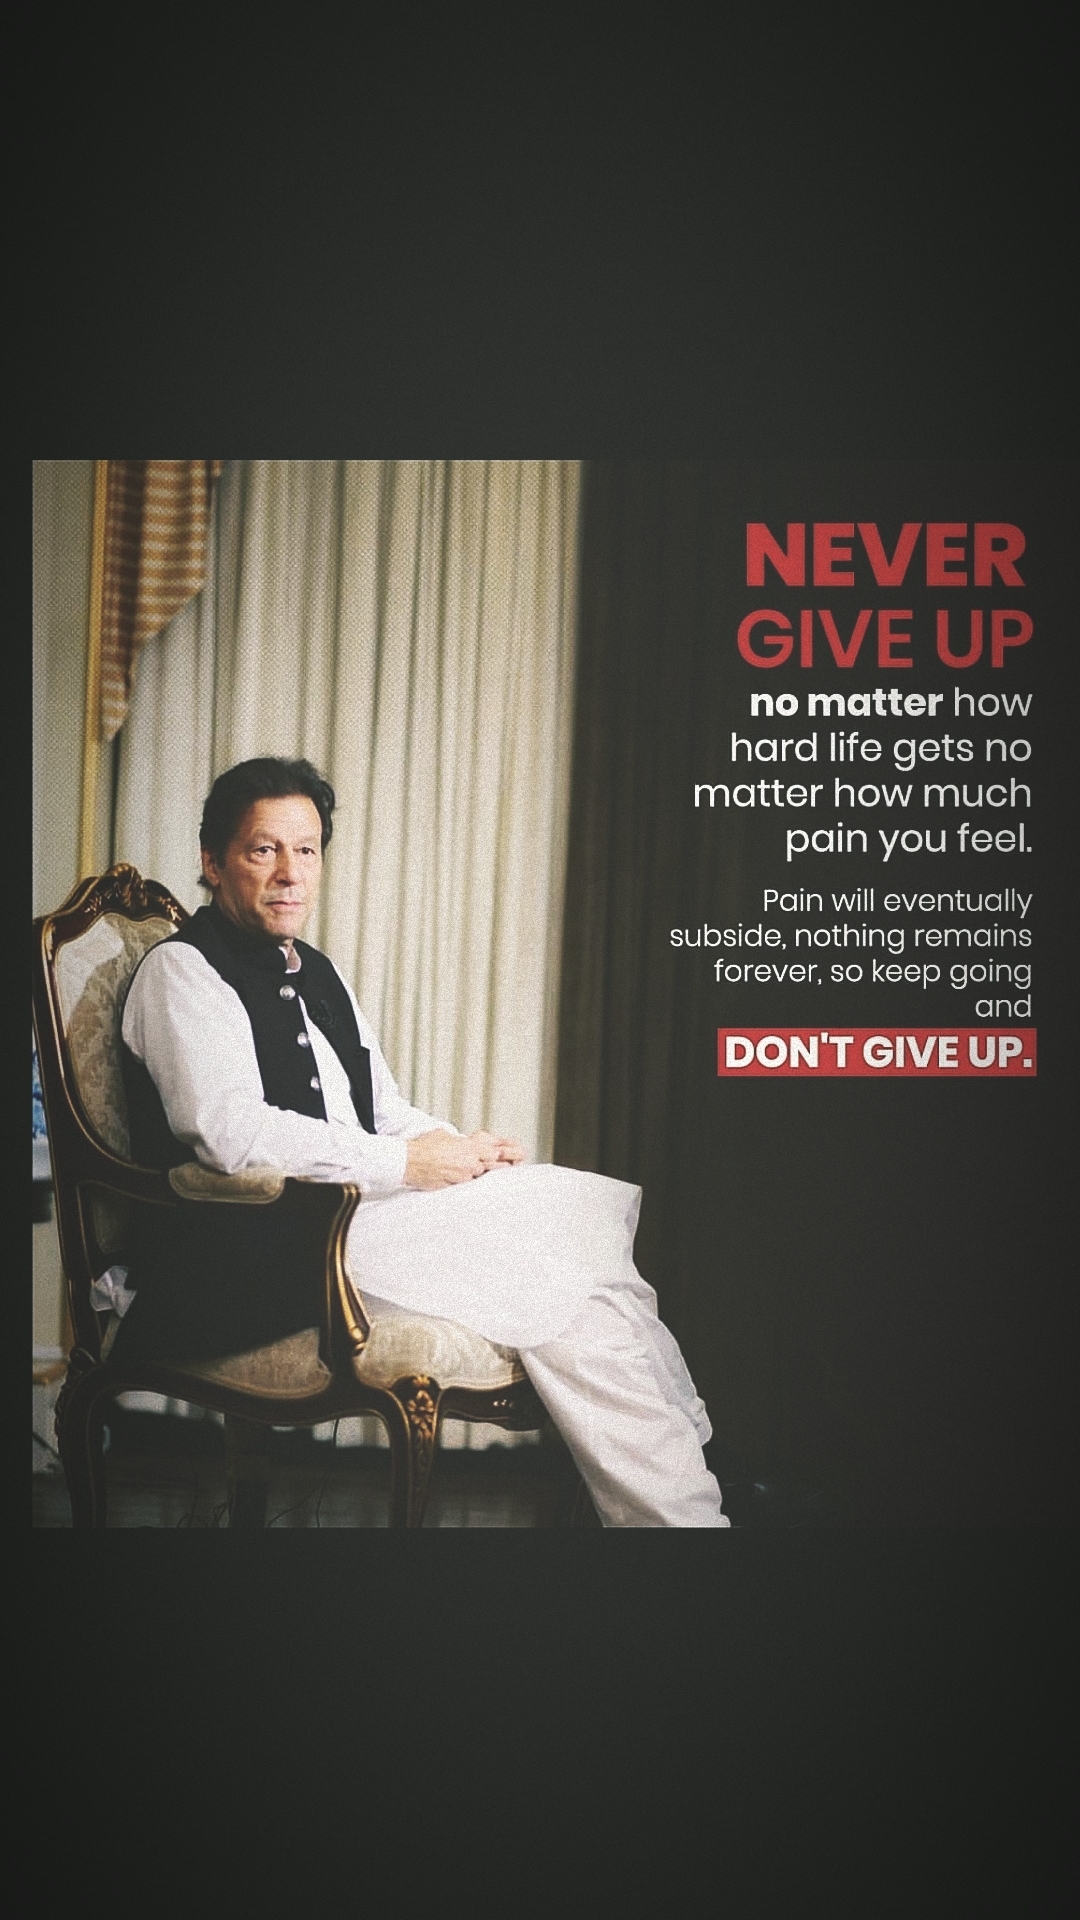 NEVER
GIVE UP
no matter how
hard life gets no
matter how much
pain you feel.
Pain will eventually
subside, nothing remains
forever, so keep going
and
DON'T GIVE UP.